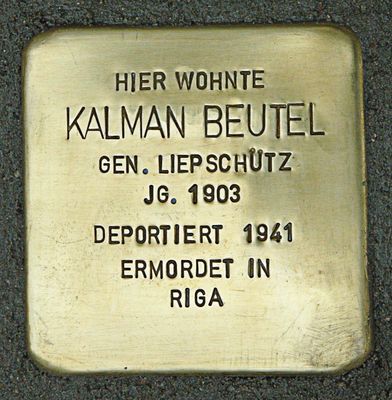 HIER WOHNTE
KALMAN BEUTEL
GEN. LIEPSCHÜTZ
JG. 1903
DEPORTIERT 1941
ERMORDET IN
RIGA